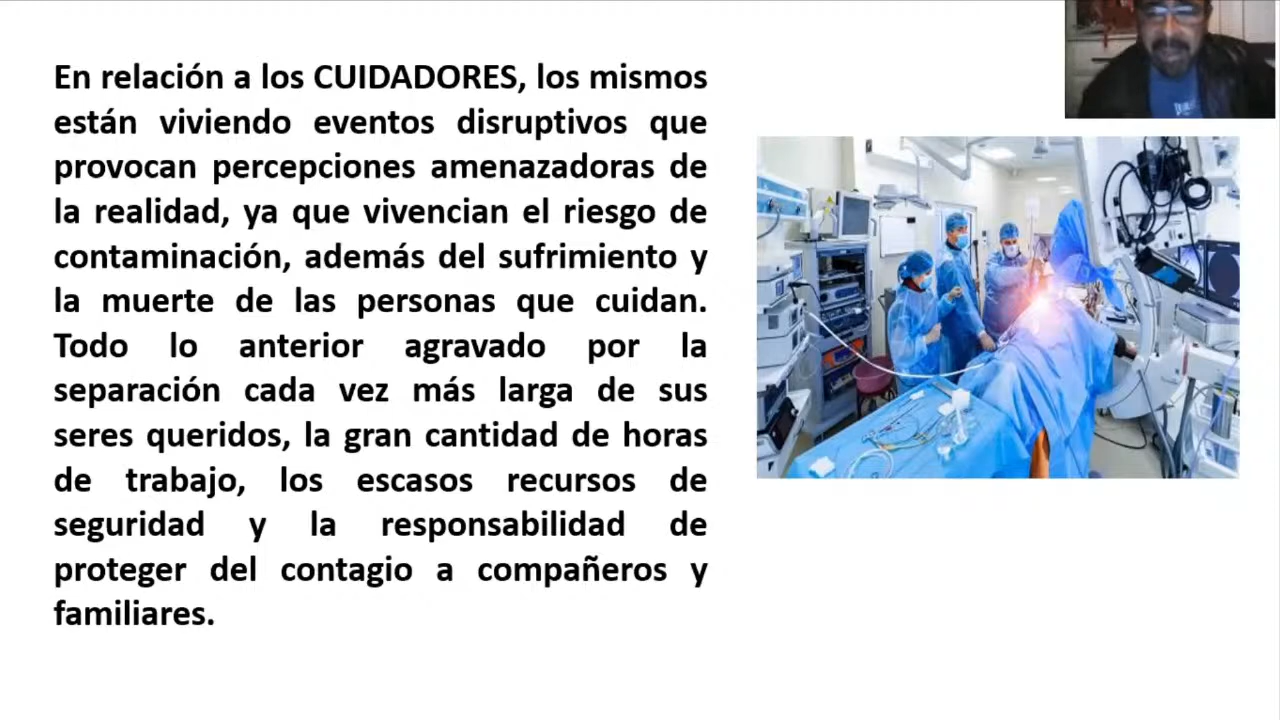 En relación a los CUIDADORES, los mismos
están viviendo eventos disruptivos que
provocan percepciones amenazadoras de
la realidad, ya que vivencian el riesgo de
contaminación, además del sufrimiento y
la muerte de las personas que cuidan.
Todo lo anterior agravado por la
separación cada vez más larga de sus
seres queridos, la gran cantidad de horas
de trabajo, los escasos recursos de
seguridad y la responsabilidad de
proteger del contagio a compañeros y
familiares.